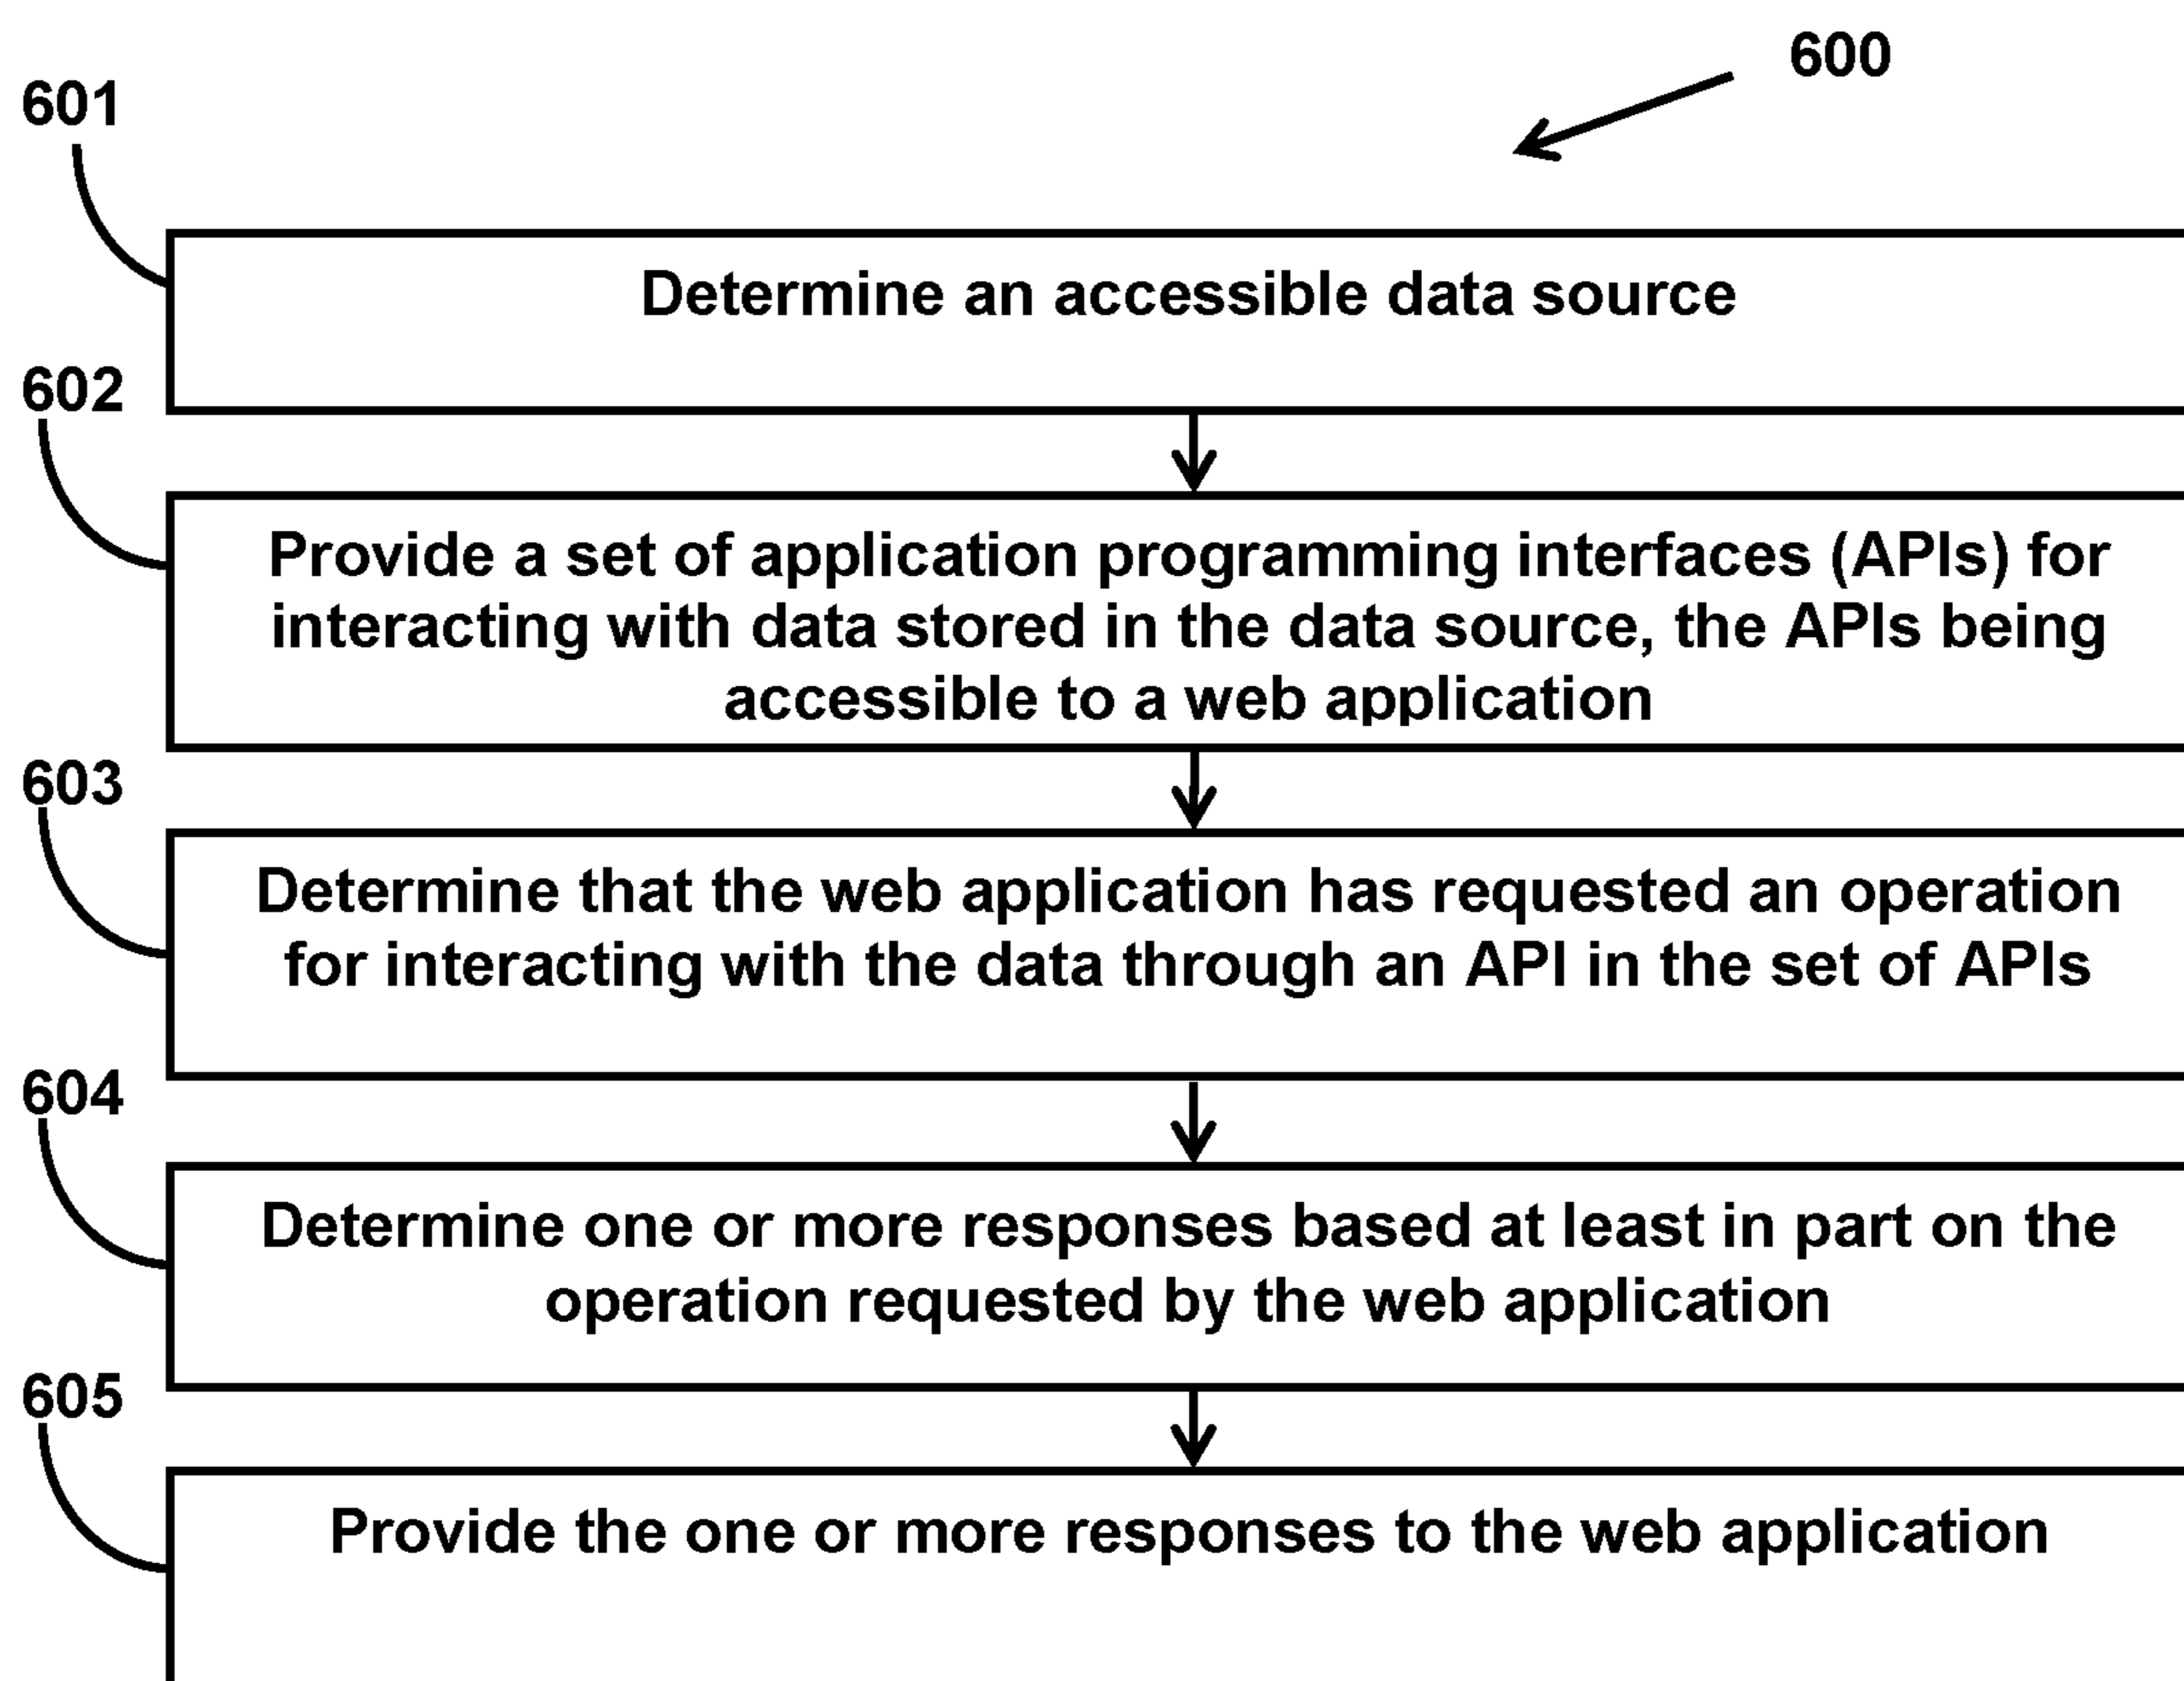 600
601
Determine an accessible data source
602
Provide a set of application programming interfaces (APIs) for
interacting with data stored in the data source, the APIs being
accessible to a web application
603
Determine that the web application has requested an operation
for interacting with the data through an API in the set of APIs
604
Determine one or more responses based at least in part on the
operation requested by the web application
605
Provide the one or more responses to the web application